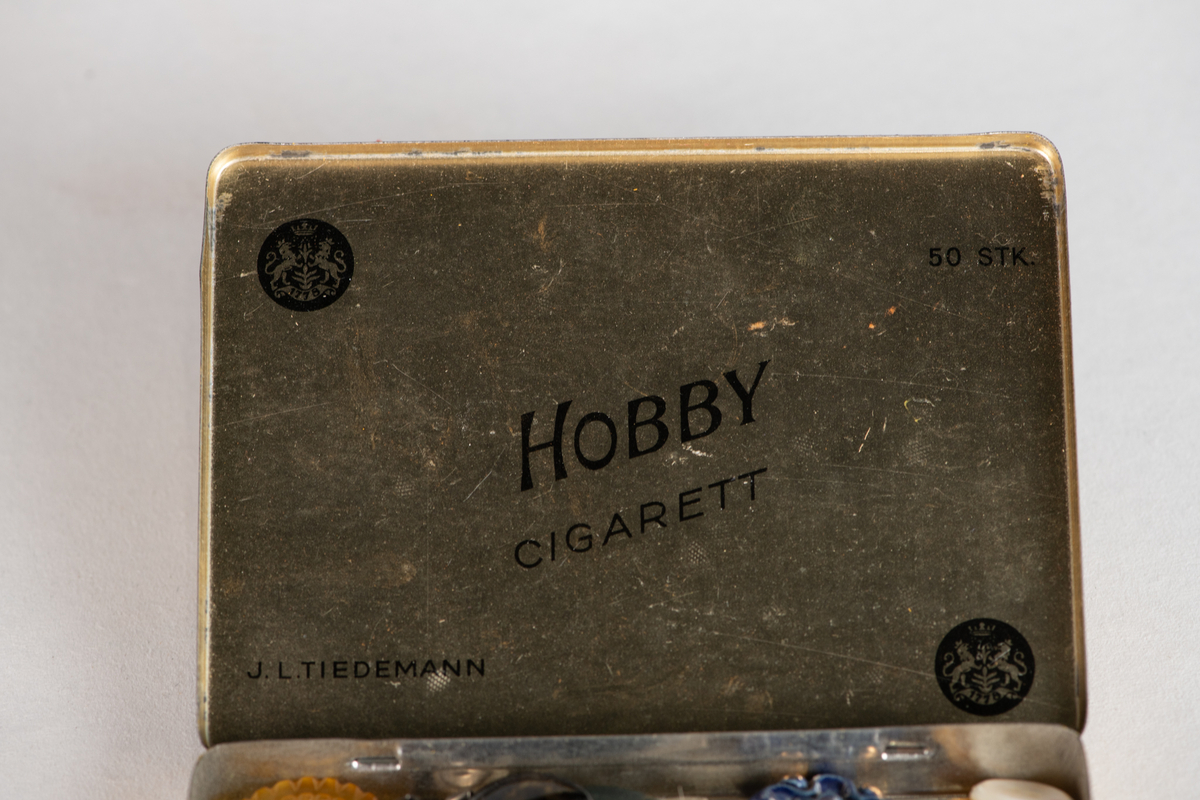 50 STK.
HOBBY
CIGARETT
J. L. TIEDEMANN